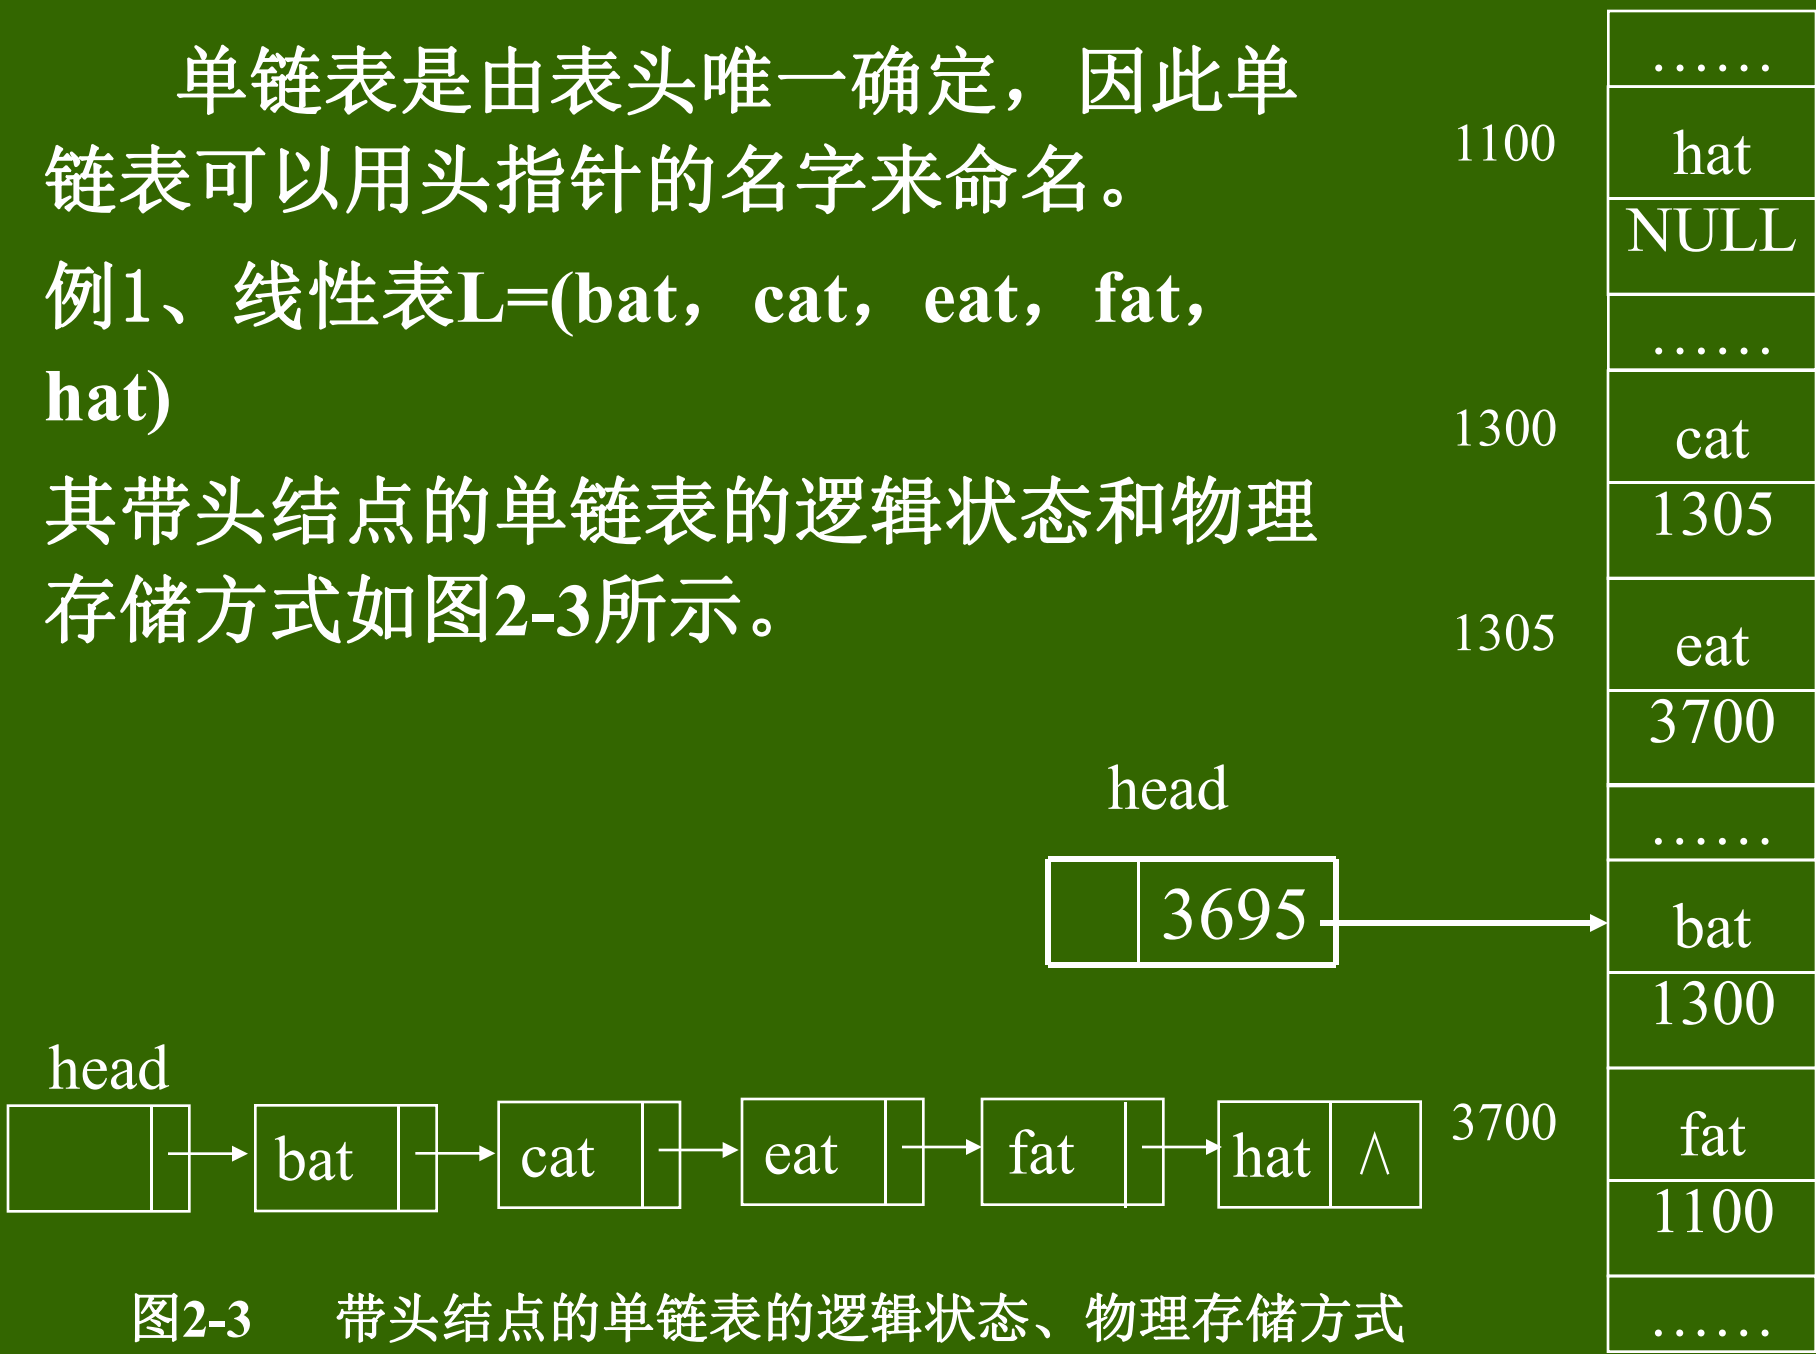 单链表是由表头唯一确定，因此单
链表可以用头指针的名字来命名。
例1、线性表L=(bat，cat，eat，fat，
hat)
其带头结点的单链表的逻辑状态和物理
存储方式如图2-3所示。
……
1100 hat
NULL
……
1300 cat
1305
1305 eat
3700
……
head
3695
bat
1300
3700 fat
1100
……
head
bat cat eat fat hat ∧
图2-3 带头结点的单链表的逻辑状态、物理存储方式